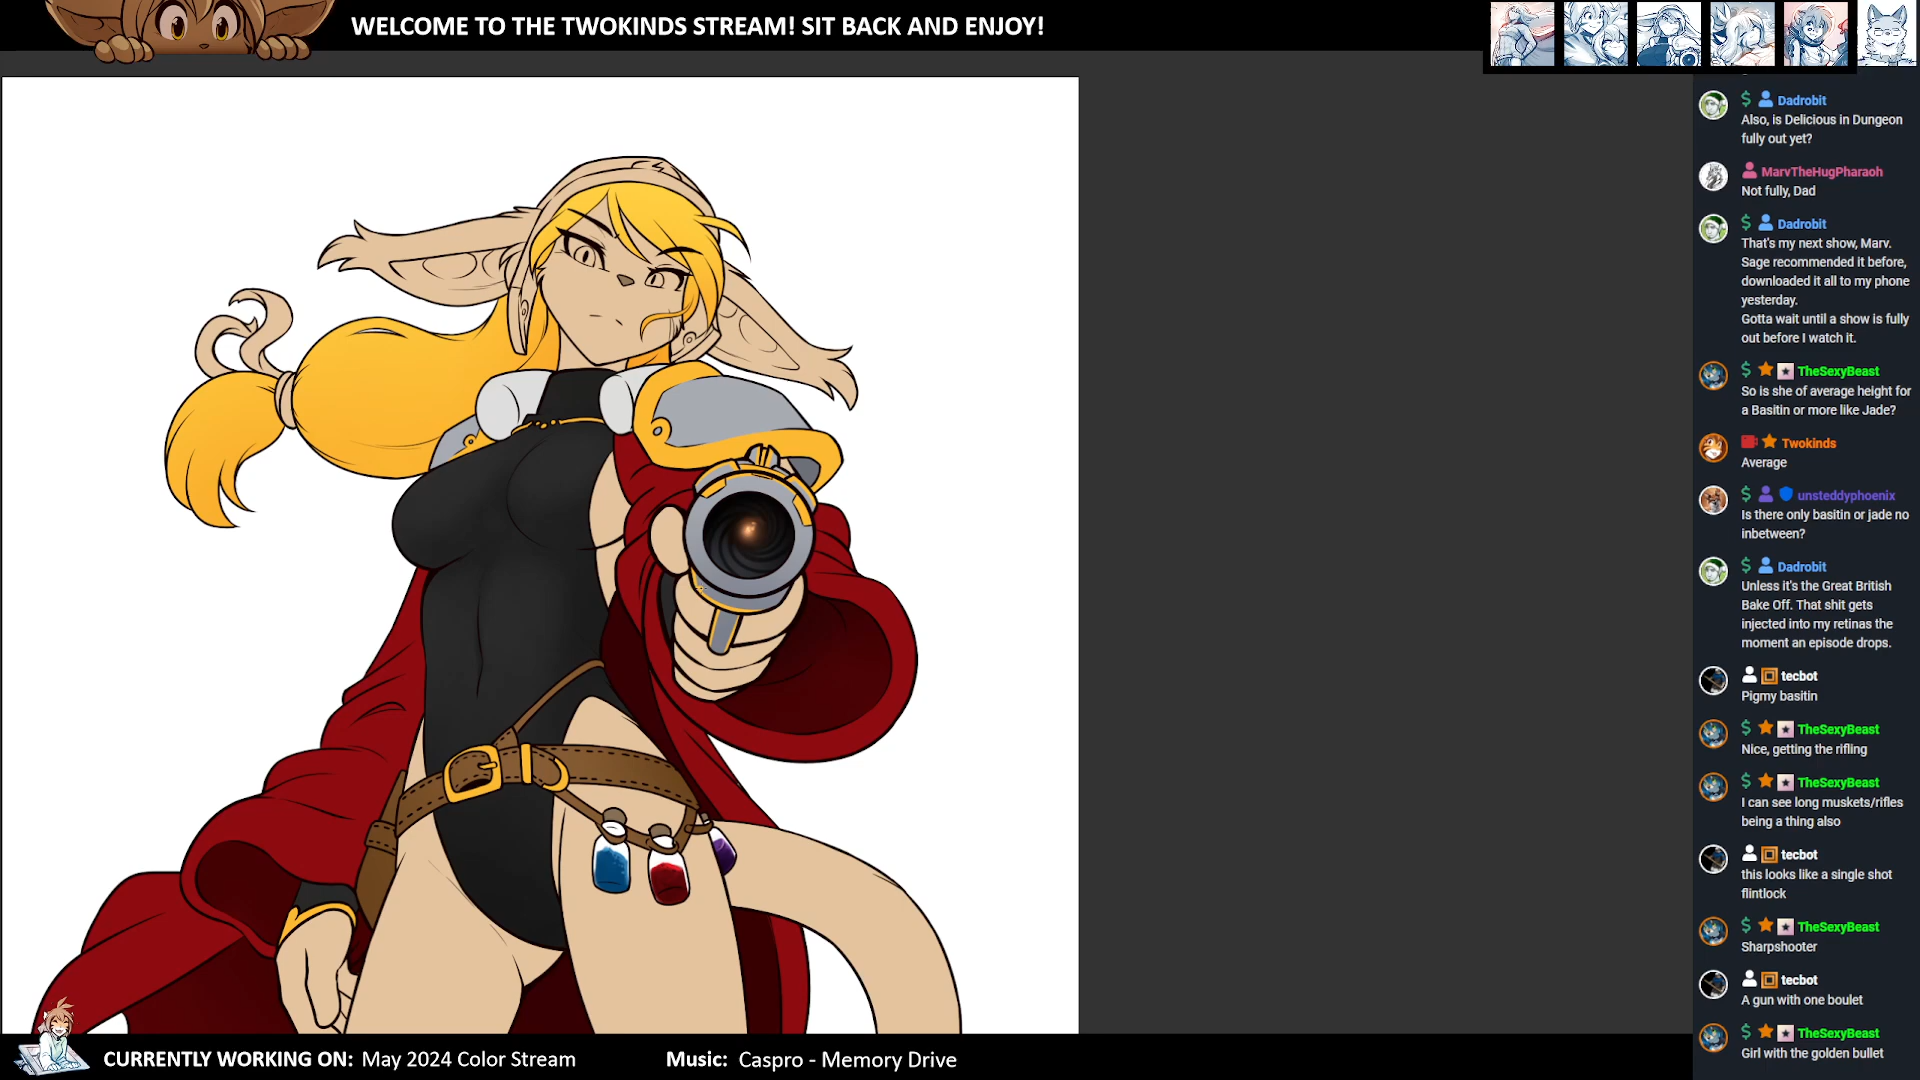 WELCOME TO THE TWOKINDS STREAM! SIT BACK AND ENJOY!
Dadrobit
Also, is Delicious in Dungeon
fully out yet?
MarvTheHugPharaoh
Not fully, Dad
Dadrobit
That's my next show, Marv.
Sage recommended it before,
downloaded it all to my phone
yesterday.
Gotta wait until a show is fully
out before I watch it.
TheSexyBeast
So is she of average height for
a Basitin or more like Jade?
Twokinds
Average
unsteddyphoenix
Is there only basitin or jade no
inbetween?
Dadrobit
Unless it's the Great British
Bake Off. That shit gets
injected into my retinas the
moment an episode drops.
tecbot
Pigmy basitin
TheSexyBeast
Nice, getting the rifling
TheSexyBeast
I can see long muskets/rifles
being a thing also
tecbot
this looks like a single shot
flintlock
TheSexyBeast
Sharpshooter
tecbot
A gun with one boulet
TheSexyBeast
Girl with the golden bullet
CURRENTLY WORKING ON: May 2024 Color Stream
Music: Caspro - Memory Drive